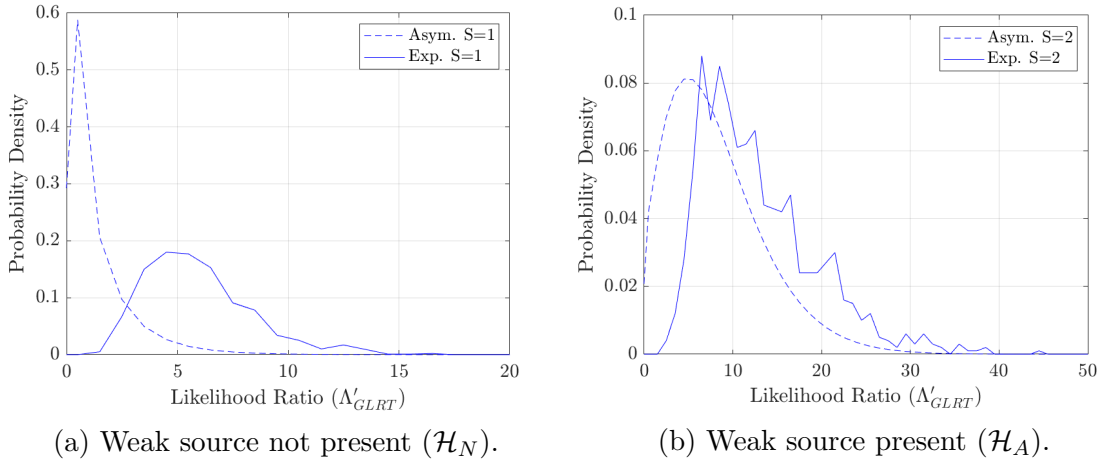 0.6
0.5
0.4
0.3
0.2
0.1
0
Probability Density
Asym. S=1
Exp. S=1
0 5 10 15 20
Likelihood Ratio (Λ′GLRT)
(a) Weak source not present (ℋN).
0.1
0.08
0.06
0.04
0.02
0
Probability Density
Asym. S=2
Exp. S=2
0 10 20 30 40 50
Likelihood Ratio (Λ′GLRT)
(b) Weak source present (ℋA).